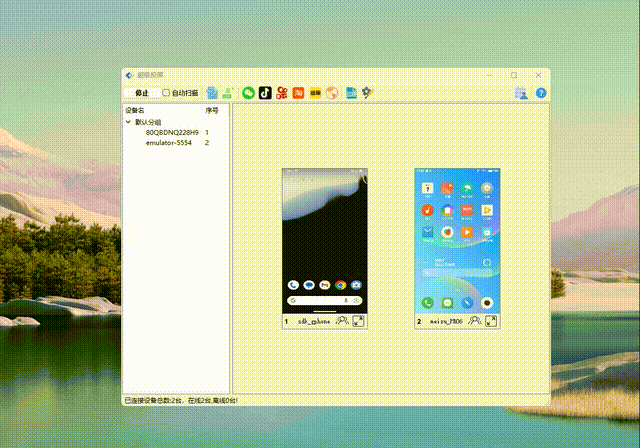 超级投屏
停止 自动扫描
设备名 序号
默认分组
80QBDNQ228H9 1
emulator-5554 2
1 sdk_gphone
2 meizu_PRO6
已连接设备总数:2台，在线2台,离线0台!